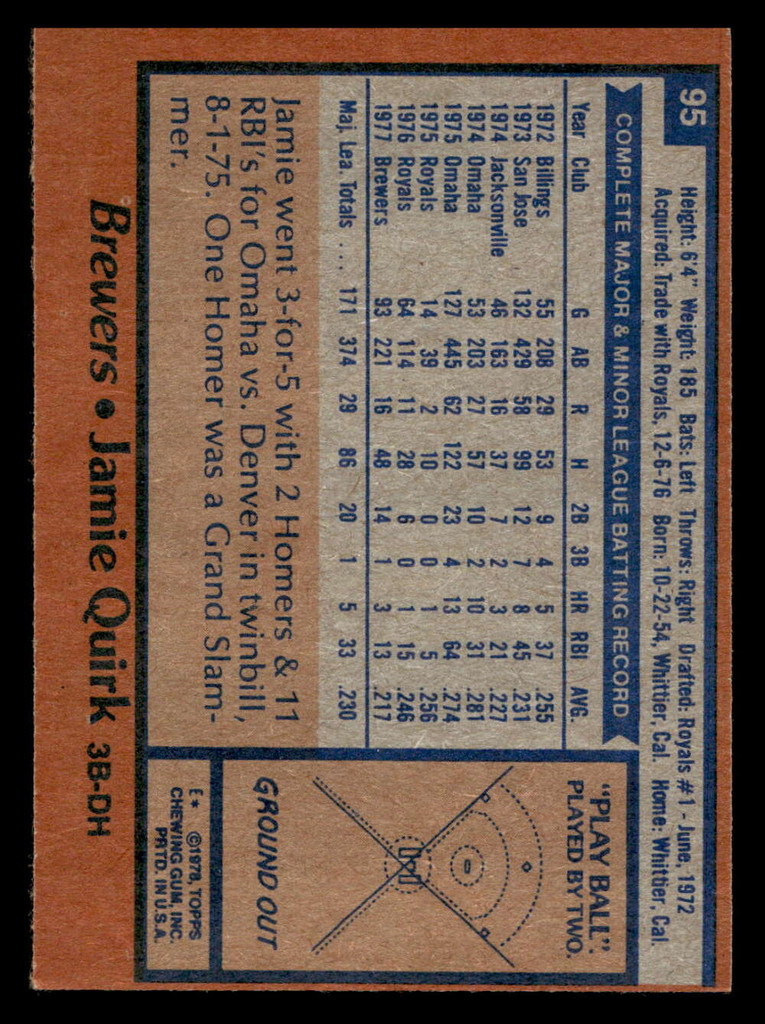 95
Height: 6'4" Weight: 185 Bats: Left Throws: Right Drafted: Royals #1 - June, 1972
Acquired: Trade with Royals, 12-6-76 Born: 10-22-54, Whittier, Cal. Home: Whittier, Cal.
COMPLETE MAJOR & MINOR LEAGUE BATTING RECORD
Year Club G AB R H 2B 3B HR RBI AVG.
1972 Billings 55 208 29 53 9 4 5 37 .255
1973 San Jose 132 429 58 99 12 7 8 45 .231
1974 Jacksonville 46 163 16 37 7 2 3 21 .227
1974 Omaha 53 203 27 57 10 2 10 31 .281
1975 Omaha 127 445 62 122 23 4 13 64 .274
1975 Royals 14 39 2 10 0 0 1 5 .256
1976 Royals 64 114 11 28 6 0 1 15 .246
1977 Brewers 93 221 16 48 14 1 3 13 .217
Maj. Lea. Totals .... 171 374 29 86 20 1 5 33 .230
Jamie went 3-for-5 with 2 Homers & 11
RBI's for Omaha vs. Denver in twinbill,
8-1-75. One Homer was a Grand Slam-
mer.
"PLAY BALL":
PLAYED BY TWO.
GROUND OUT
E* ©1978, TOPPS
CHEWING GUM, INC.
PRTD. IN U.S.A.
Brewers • Jamie Quirk 3B-DH